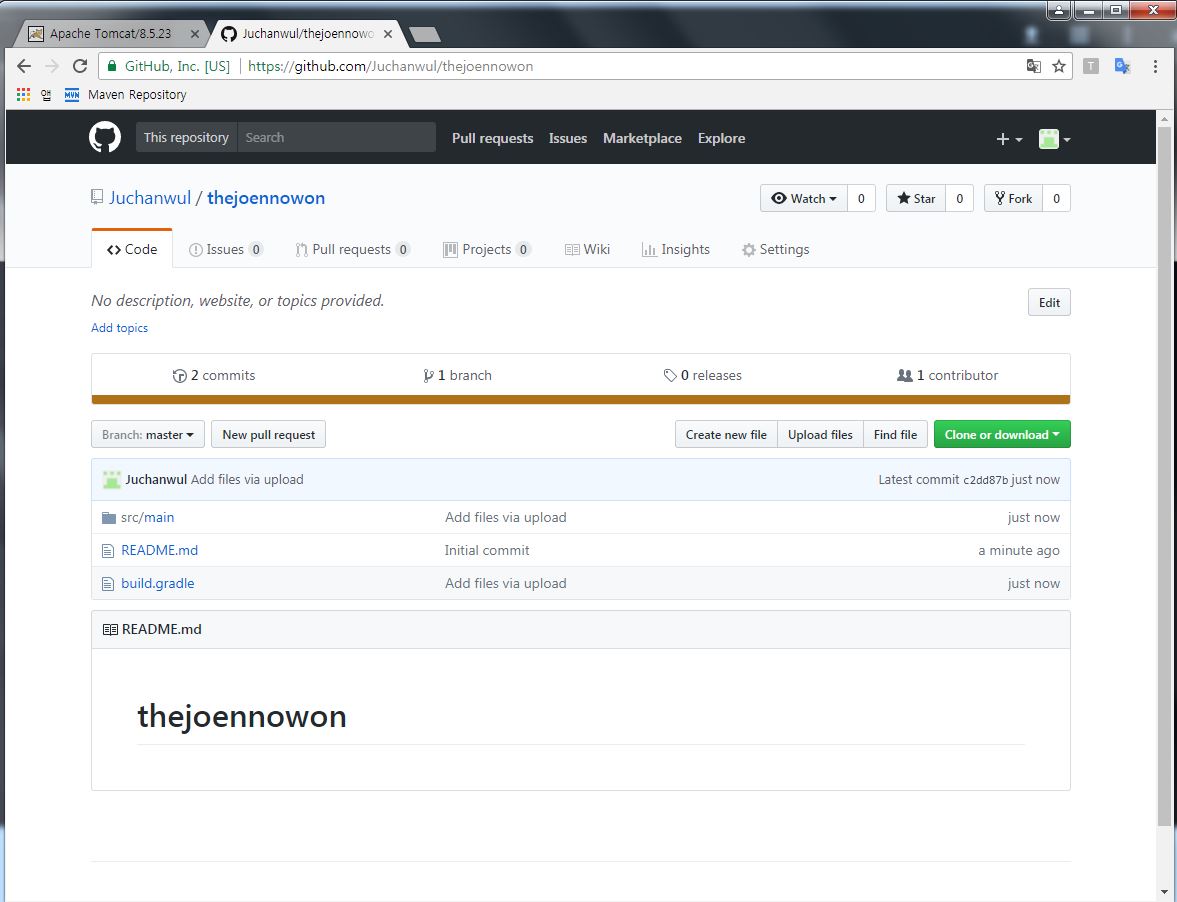 Apache Tomcat/8.5.23
Juchanwul/thejoennowo
GitHub, Inc. [US] https://github.com/Juchanwul/thejoennowon
앱 MVN Maven Repository
This repository Search Pull requests Issues Marketplace Explore
Juchanwul / thejoennowon Watch 0 Star 0 Fork 0
Code Issues 0 Pull requests 0 Projects 0 Wiki Insights Settings
No description, website, or topics provided. Edit
Add topics
2 commits 1 branch 0 releases 1 contributor
Branch: master New pull request Create new file Upload files Find file Clone or download
Juchanwul Add files via upload Latest commit c2dd87b just now
src/main Add files via upload just now
README.md Initial commit a minute ago
build.gradle Add files via upload just now
README.md
thejoennowon